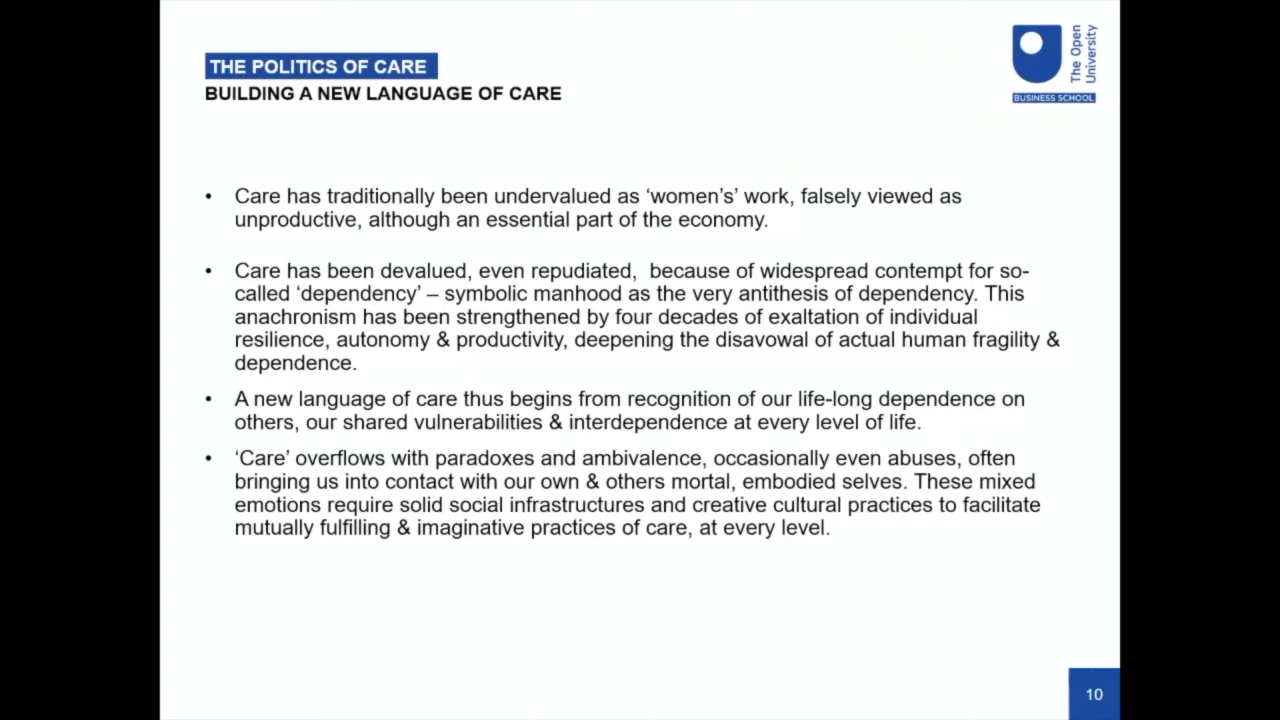 THE POLITICS OF CARE
BUILDING A NEW LANGUAGE OF CARE
The Open
University
BUSINESS SCHOOL
• Care has traditionally been undervalued as ‘women’s’ work, falsely viewed as
unproductive, although an essential part of the economy.
• Care has been devalued, even repudiated,  because of widespread contempt for so-
called ‘dependency’ – symbolic manhood as the very antithesis of dependency. This
anachronism has been strengthened by four decades of exaltation of individual
resilience, autonomy & productivity, deepening the disavowal of actual human fragility &
dependence.
• A new language of care thus begins from recognition of our life-long dependence on
others, our shared vulnerabilities & interdependence at every level of life.
• ‘Care’ overflows with paradoxes and ambivalence, occasionally even abuses, often
bringing us into contact with our own & others mortal, embodied selves. These mixed
emotions require solid social infrastructures and creative cultural practices to facilitate
mutually fulfilling & imaginative practices of care, at every level.
10